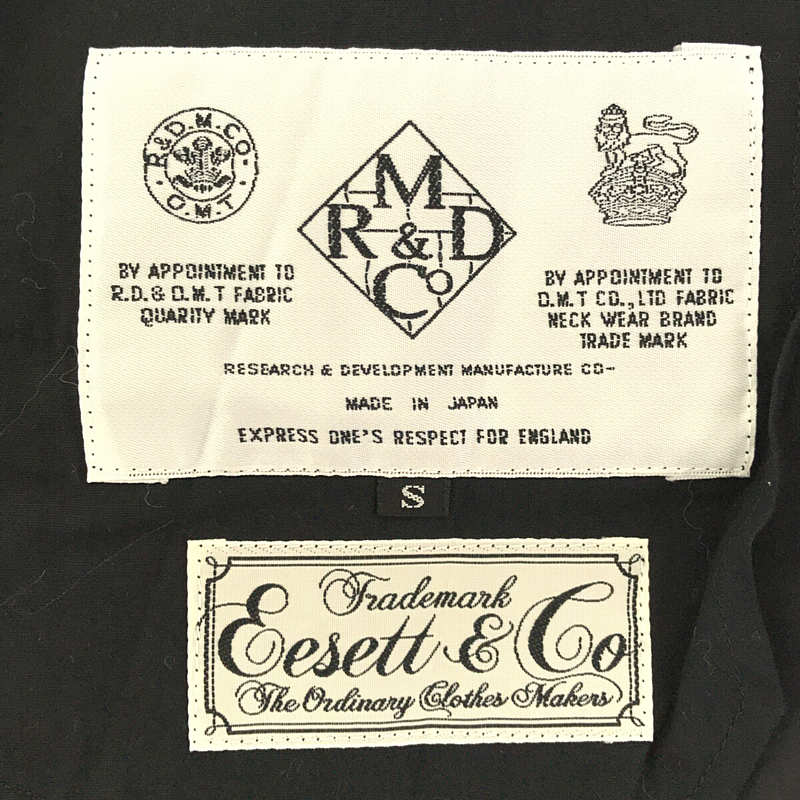 R&D.M.CO-
O.M.T
BY APPOINTMENT TO
R.D.& O.M.T FABRIC
QUARITY MARK
M
R & D
Co
BY APPOINTMENT TO
O.M.T CO.,LTD FABRIC
NECK WEAR BRAND
TRADE MARK
RESEARCH & DEVELOPMENT MANUFACTURE CO-
MADE IN JAPAN
EXPRESS ONE'S RESPECT FOR ENGLAND
S
Trademark
Eesett & Co
The Ordinary Clothes Makers